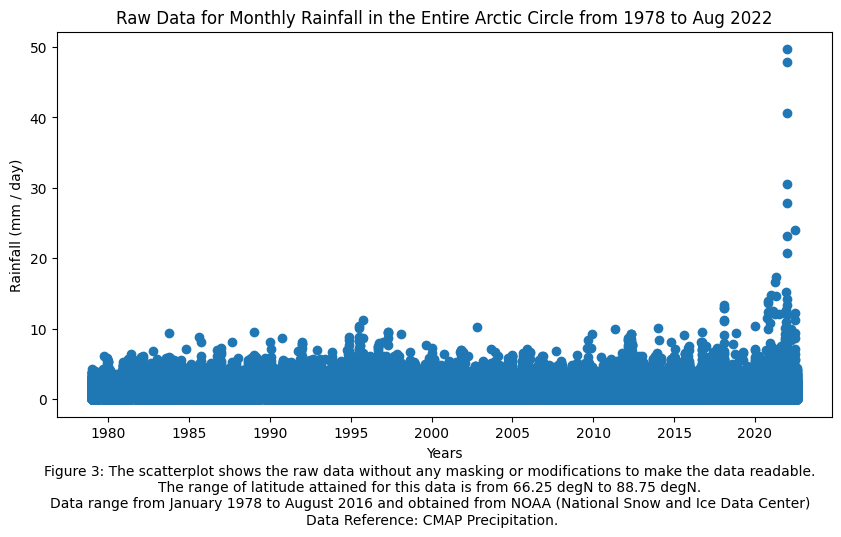 Raw Data for Monthly Rainfall in the Entire Arctic Circle from 1978 to Aug 2022
50
40
30
20
10
0
Rainfall (mm / day)
1980 1985 1990 1995 2000 2005 2010 2015 2020
Years
Figure 3: The scatterplot shows the raw data without any masking or modifications to make the data readable.
The range of latitude attained for this data is from 66.25 degN to 88.75 degN.
Data range from January 1978 to August 2016 and obtained from NOAA (National Snow and Ice Data Center)
Data Reference: CMAP Precipitation.